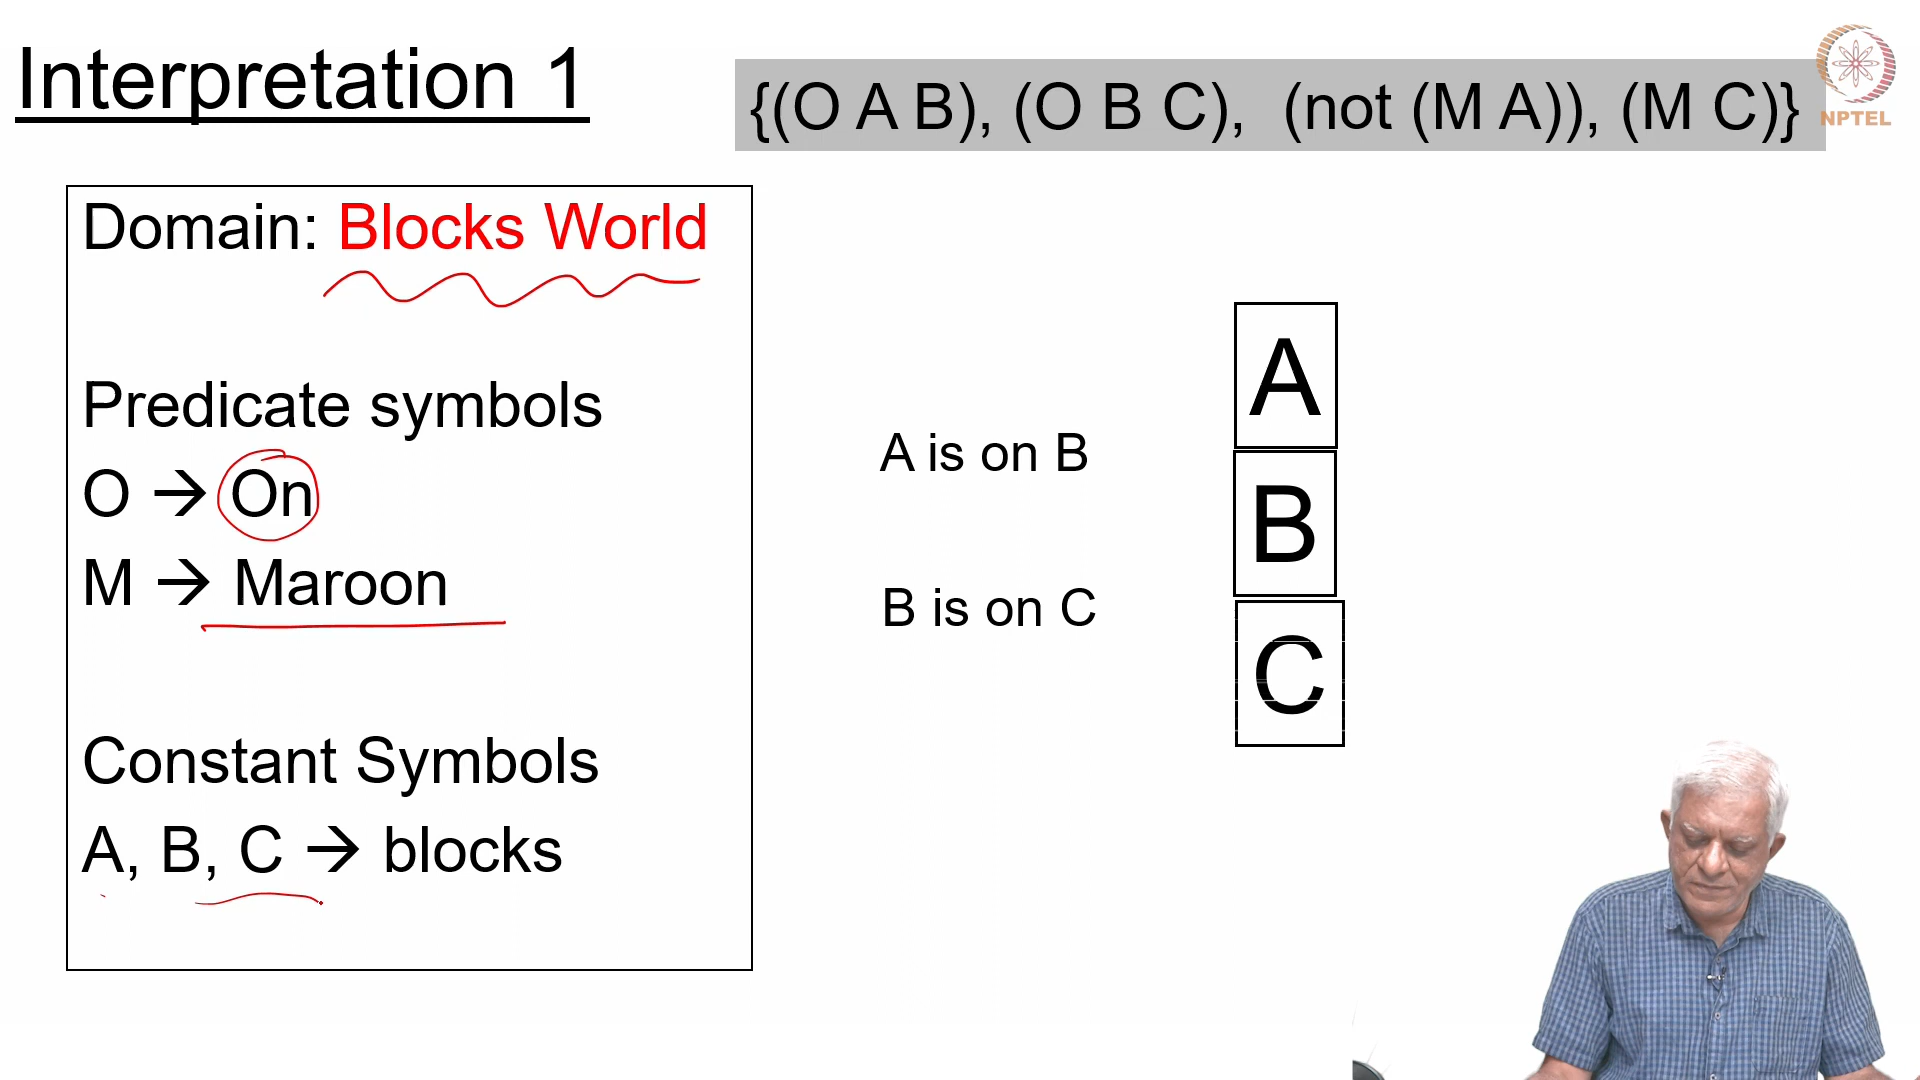 Interpretation 1
{(O A B), (O B C), (not (M A)), (M C)}
NPTEL
Domain: Blocks World
Predicate symbols
O → On
M → Maroon
Constant Symbols
A, B, C → blocks
A is on B
B is on C
A
B
C